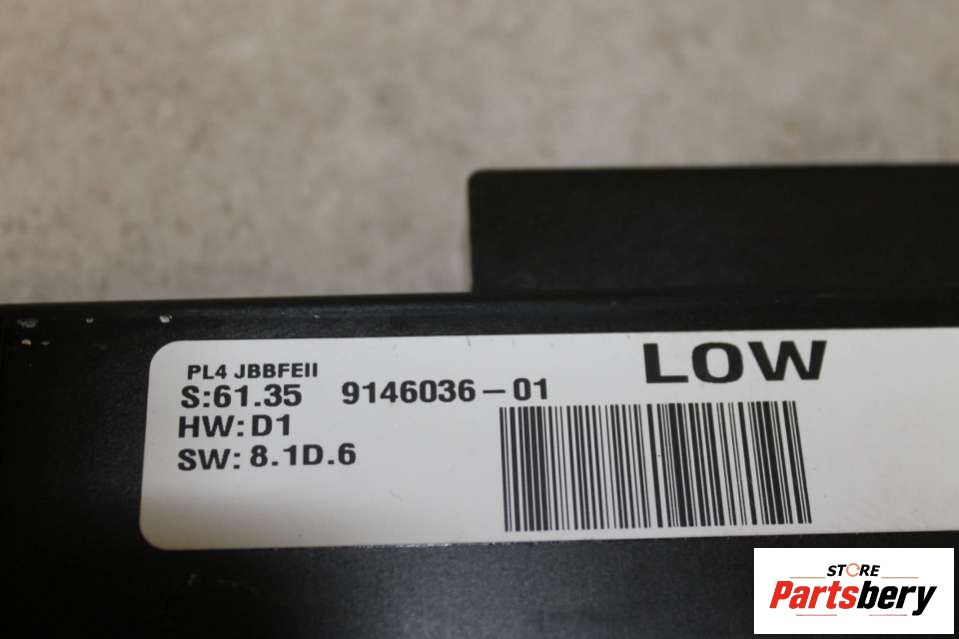 PL4 JBBFEII
LOW
S:61.35 9146036-01
HW:D1
SW: 8.1D.6
STORE
Partsbery